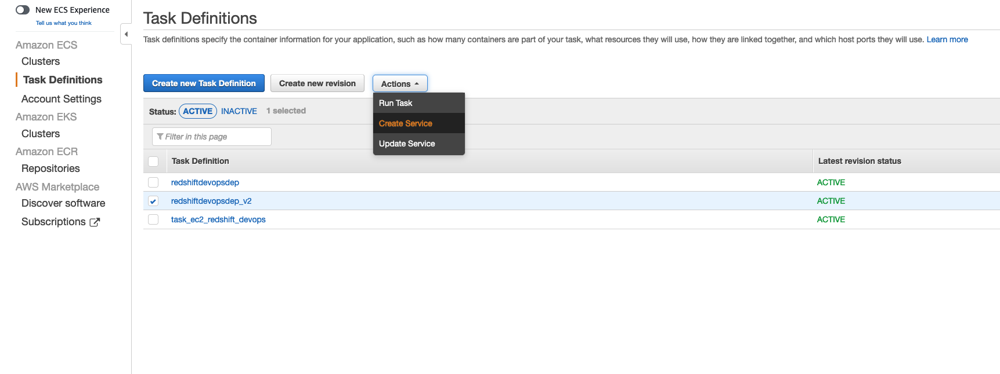 New ECS Experience
Tell us what you think
Amazon ECS
Clusters
Task Definitions
Account Settings
Amazon EKS
Clusters
Amazon ECR
Repositories
AWS Marketplace
Discover software
Subscriptions
Task Definitions
Task definitions specify the container information for your application, such as how many containers are part of your task, what resources they will use, how they are linked together, and which host ports they will use. Learn more
Create new Task Definition Create new revision Actions
Run Task
Create Service
Update Service
Status: ACTIVE INACTIVE 1 selected
Filter in this page
Task Definition Latest revision status
redshiftdevopsdep ACTIVE
redshiftdevopsdep_v2 ACTIVE
task_ec2_redshift_devops ACTIVE